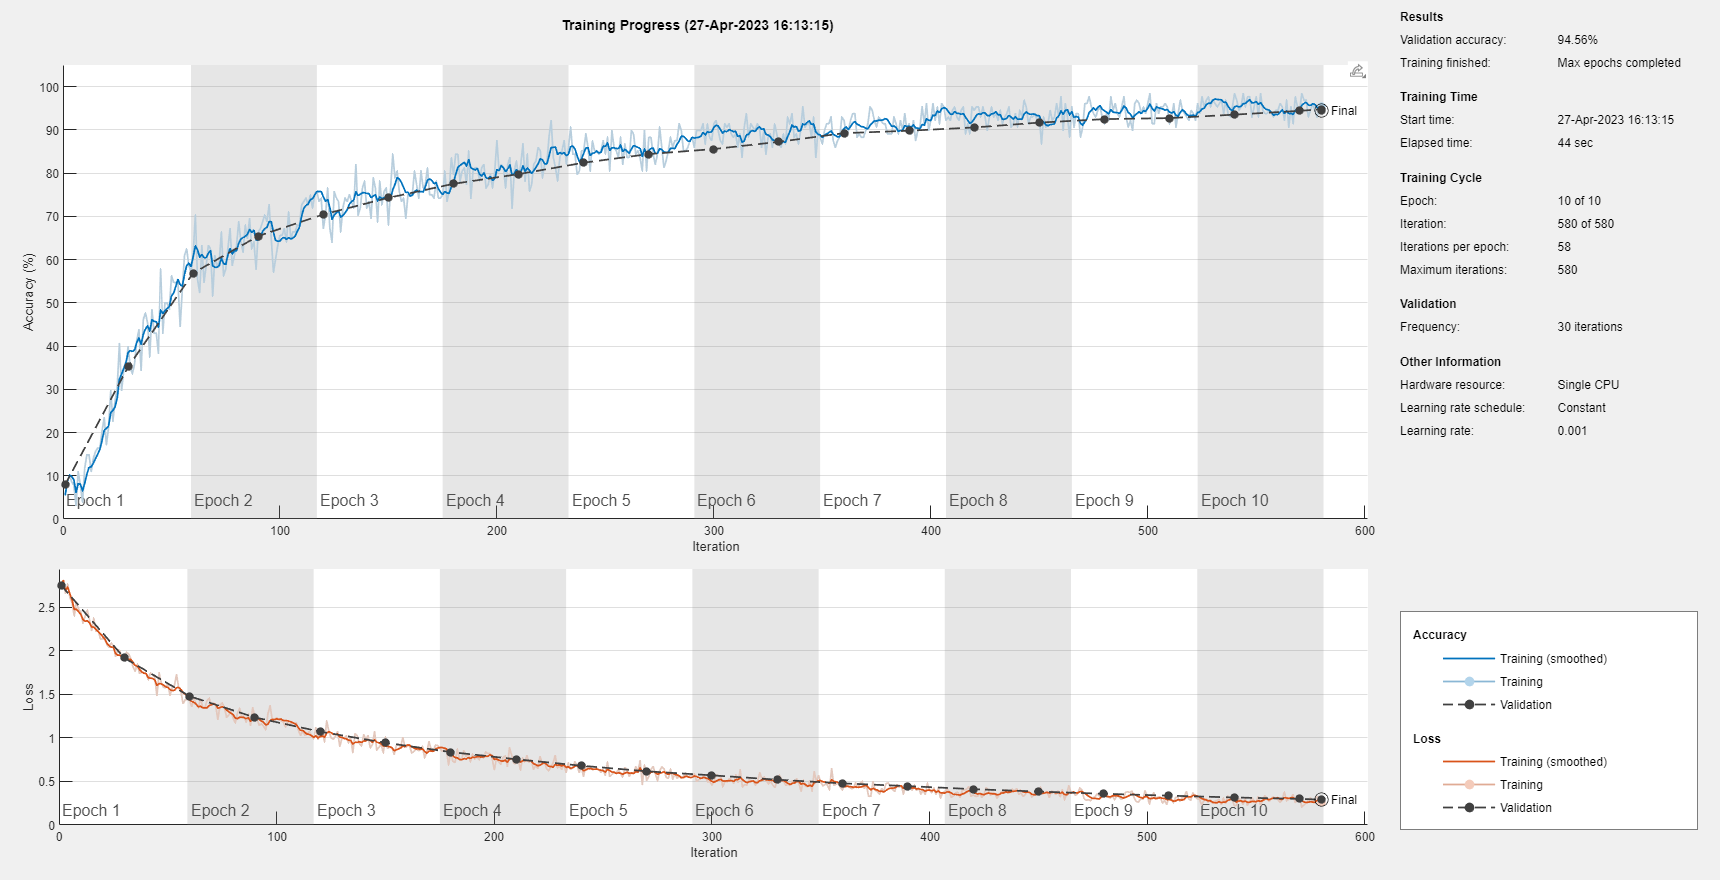 Training Progress (27-Apr-2023 16:13:15)
Accuracy (%)
100
90
80
70
60
50
40
30
20
10
0
Final
Epoch 1 Epoch 2 Epoch 3 Epoch 4 Epoch 5 Epoch 6 Epoch 7 Epoch 8 Epoch 9 Epoch 10
0 100 200 300 400 500 600
Iteration
Loss
2.5
2
1.5
1
0.5
0
Final
Epoch 1 Epoch 2 Epoch 3 Epoch 4 Epoch 5 Epoch 6 Epoch 7 Epoch 8 Epoch 9 Epoch 10
0 100 200 300 400 500 600
Iteration
Results
Validation accuracy: 94.56%
Training finished: Max epochs completed
Training Time
Start time: 27-Apr-2023 16:13:15
Elapsed time: 44 sec
Training Cycle
Epoch: 10 of 10
Iteration: 580 of 580
Iterations per epoch: 58
Maximum iterations: 580
Validation
Frequency: 30 iterations
Other Information
Hardware resource: Single CPU
Learning rate schedule: Constant
Learning rate: 0.001
Accuracy
Training (smoothed)
Training
Validation
Loss
Training (smoothed)
Training
Validation